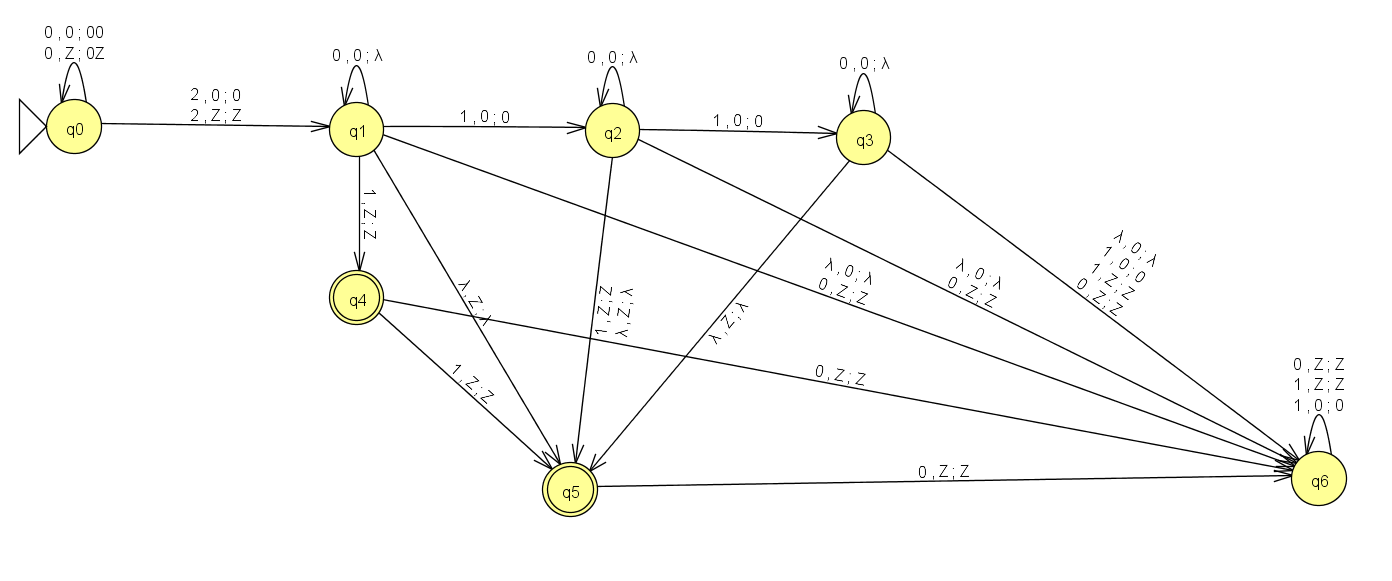 0 , 0 ; 00
0 , Z ; 0Z
q0
2 , 0 ; 0
2 , Z ; Z
0 , 0 ; λ
q1
1 , 0 ; 0
0 , 0 ; λ
q2
1 , 0 ; 0
0 , 0 ; λ
q3
1 , Z ; Z
q4
λ , Z ; λ
1 , Z ; Z
λ , Z ; λ
λ , Z ; λ
λ , 0 ; λ
0 , Z ; Z
λ , 0 ; λ
0 , Z ; Z
λ , 0 ; λ
1 , 0 ; 0
1 , Z ; Z
0 , Z ; Z
1 , Z ; Z
0 , Z ; Z
q5
0 , Z ; Z
0 , Z ; Z
1 , Z ; Z
1 , 0 ; 0
q6